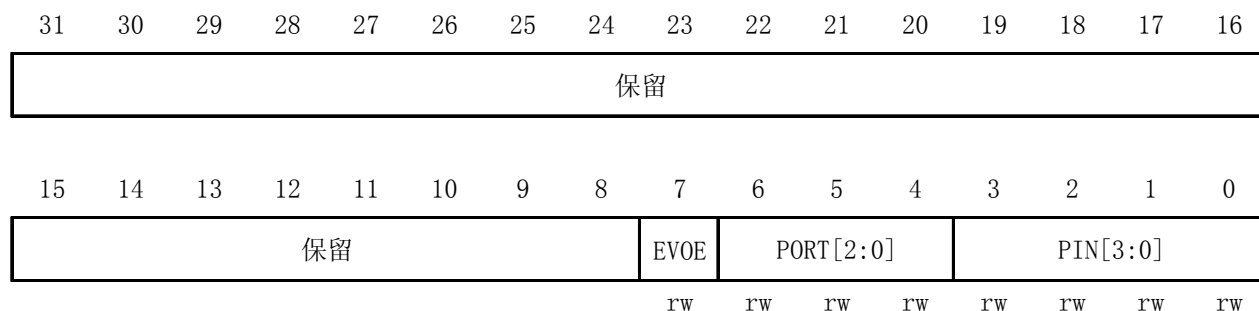 31 30 29 28 27 26 25 24 23 22 21 20 19 18 17 16
保留
15 14 13 12 11 10 9 8 7 6 5 4 3 2 1 0
保留 EVOE PORT[2:0] PIN[3:0]
rw rw rw rw rw rw rw rw